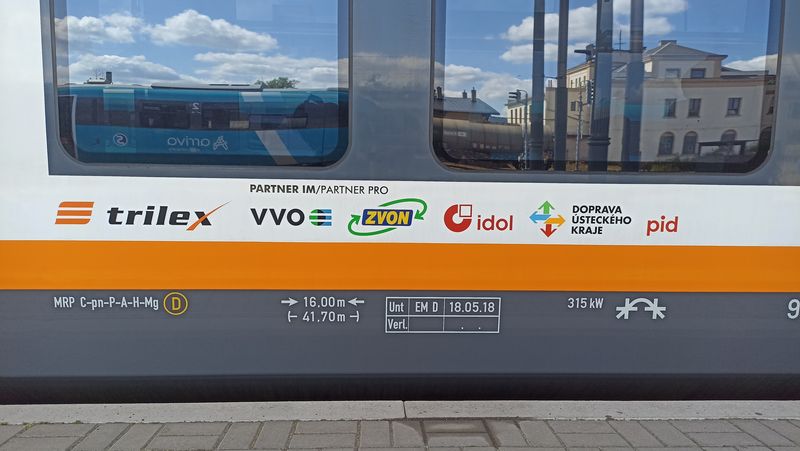 arriva
PARTNER IM/PARTNER PRO
trilex
VVO
ZVON
idol
DOPRAVA
ÚSTECKÉHO
KRAJE
pid
MRP C-pn-P-A-H-Mg D
16.00m
41.70m
Unt EM D 18.05.18
Verl. . .
315 kW
9